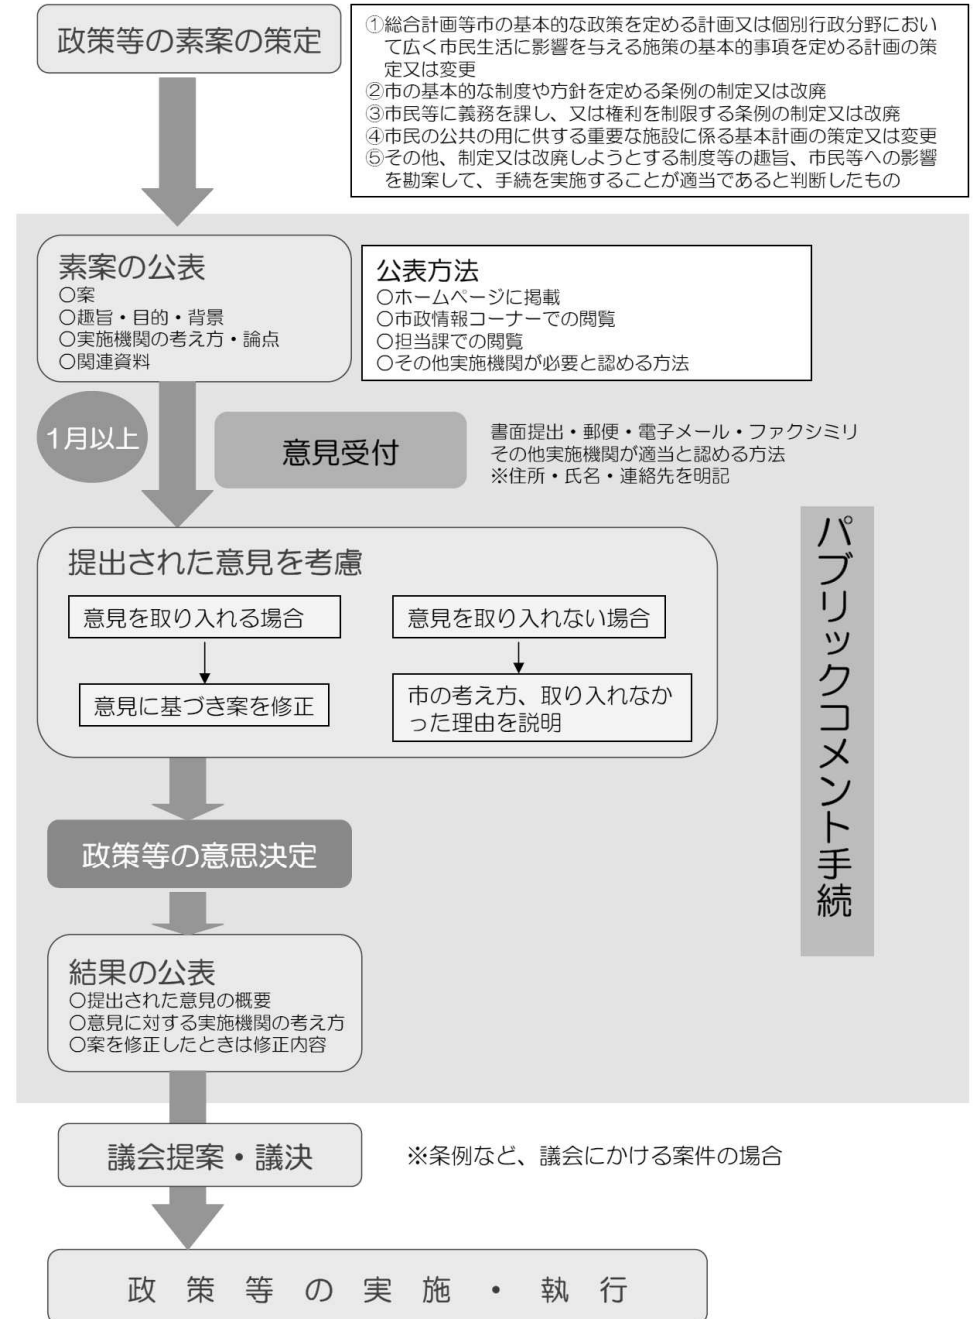 政策等の素案の策定
①総合計画等市の基本的な政策を定める計画又は個別行政分野におい
て広く市民生活に影響を与える施策の基本的事項を定める計画の策
定又は変更
②市の基本的な制度や方針を定める条例の制定又は改廃
③市民等に義務を課し、又は権利を制限する条例の制定又は改廃
④市民の公共の用に供する重要な施設に係る基本計画の策定又は変更
⑤その他、制定又は改廃しようとする制度等の趣旨、市民等への影響
を勘案して、手続を実施することが適当であると判断したもの
素案の公表
○案
○趣旨・目的・背景
○実施機関の考え方・論点
○関連資料
公表方法
○ホームページに掲載
○市政情報コーナーでの閲覧
○担当課での閲覧
○その他実施機関が必要と認める方法
1月以上
意見受付
書面提出・郵便・電子メール・ファクシミリ
その他実施機関が適当と認める方法
※住所・氏名・連絡先を明記
パブリックコメント手続
提出された意見を考慮
意見を取り入れる場合
意見に基づき案を修正
意見を取り入れない場合
市の考え方、取り入れなか
った理由を説明
政策等の意思決定
結果の公表
○提出された意見の概要
○意見に対する実施機関の考え方
○案を修正したときは修正内容
議会提案・議決
※条例など、議会にかける案件の場合
政策等の実施・執行